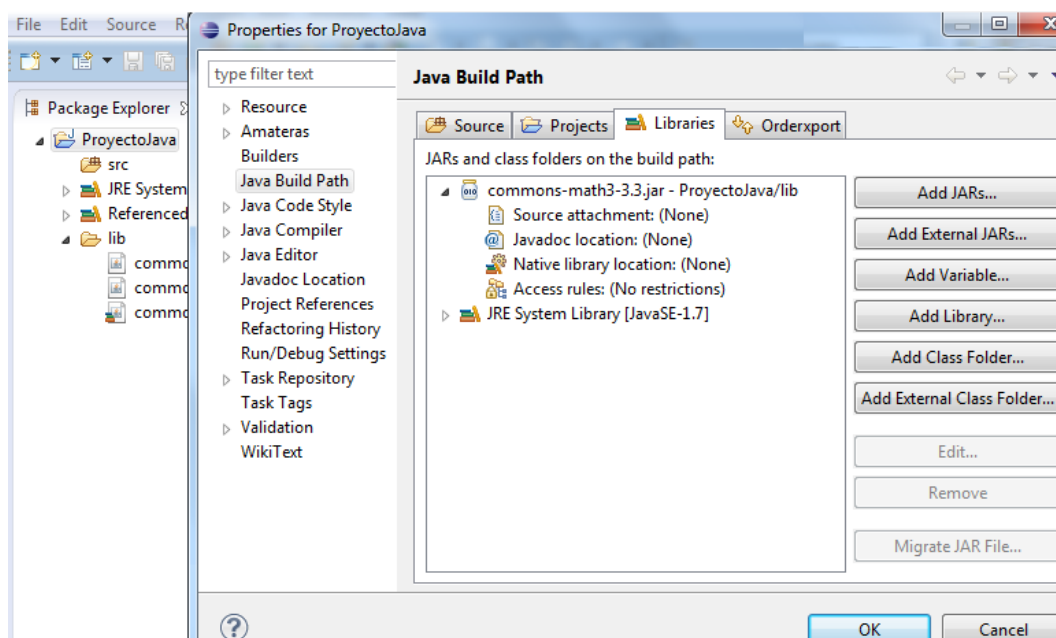 File Edit Source
Properties for ProyectoJava
type filter text
Java Build Path
Package Explorer
ProyectoJava
src
JRE System
Referenced
lib
Resource
Amateras
Builders
Java Build Path
Java Code Style
Java Compiler
Java Editor
Javadoc Location
Project References
Refactoring History
Run/Debug Settings
Task Repository
Task Tags
Validation
WikiText
Source Projects Libraries Orderxport
JARs and class folders on the build path:
commons-math3-3.3.jar - ProyectoJava/lib
Source attachment: (None)
Javadoc location: (None)
Native library location: (None)
Access rules: (No restrictions)
JRE System Library [JavaSE-1.7]
Add JARs...
Add External JARs...
Add Variable...
Add Library...
Add Class Folder...
Add External Class Folder...
Edit...
Remove
Migrate JAR File...
OK Cancel